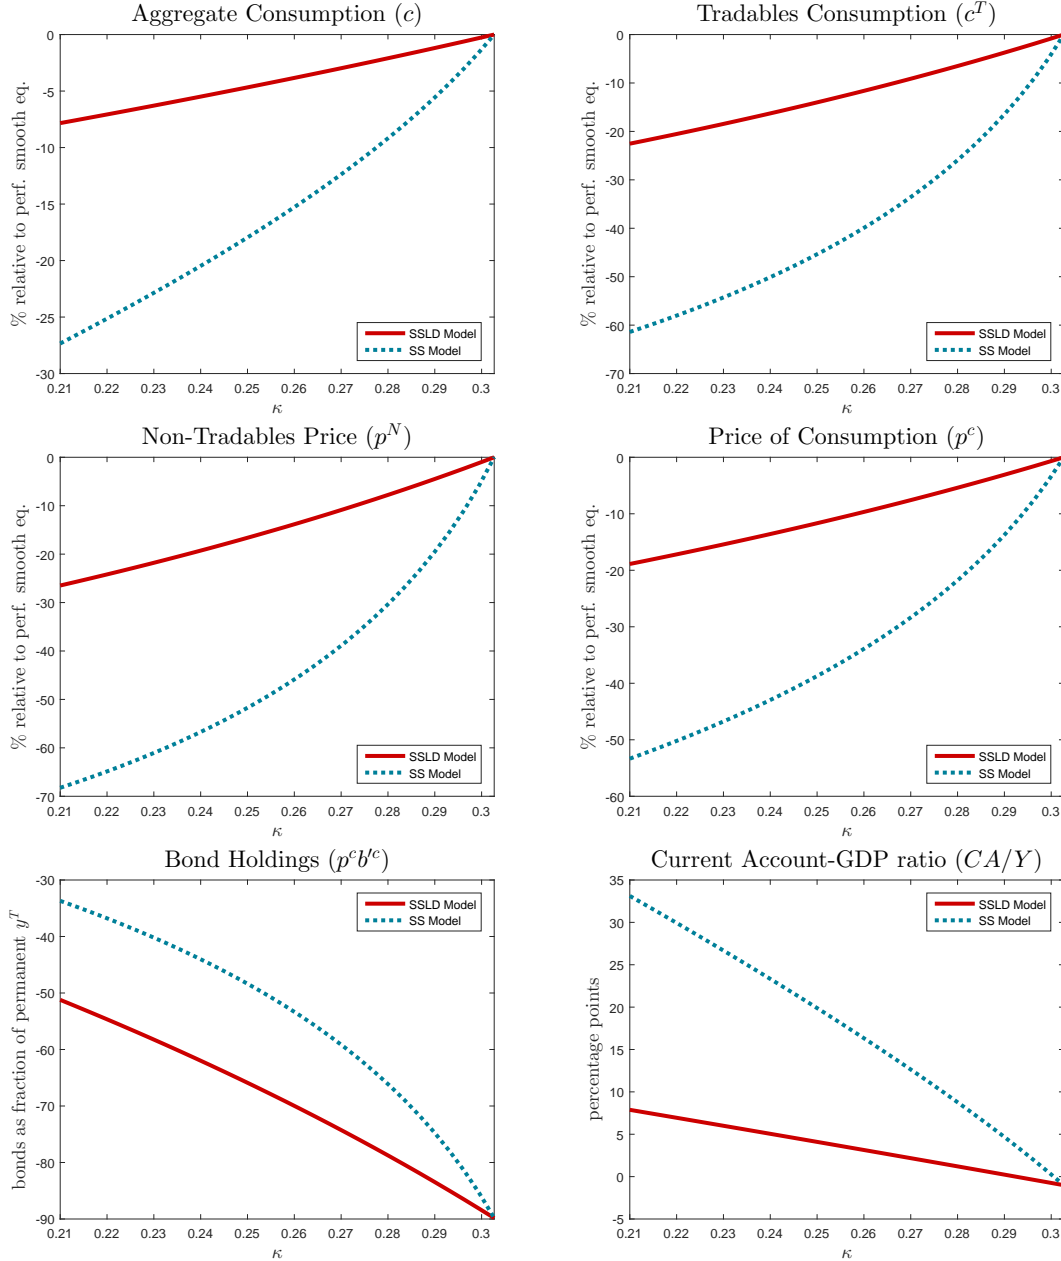 Aggregate Consumption (c)
% relative to perf. smooth eq.
0
-5
-10
-15
-20
-25
-30
0.21 0.22 0.23 0.24 0.25 0.26 0.27 0.28 0.29 0.3
κ
SSLD Model
SS Model
Tradables Consumption (c^T)
% relative to perf. smooth eq.
0
-10
-20
-30
-40
-50
-60
-70
0.21 0.22 0.23 0.24 0.25 0.26 0.27 0.28 0.29 0.3
κ
SSLD Model
SS Model
Non-Tradables Price (p^N)
% relative to perf. smooth eq.
0
-10
-20
-30
-40
-50
-60
-70
0.21 0.22 0.23 0.24 0.25 0.26 0.27 0.28 0.29 0.3
κ
SSLD Model
SS Model
Price of Consumption (p^c)
% relative to perf. smooth eq.
0
-10
-20
-30
-40
-50
-60
0.21 0.22 0.23 0.24 0.25 0.26 0.27 0.28 0.29 0.3
κ
SSLD Model
SS Model
Bond Holdings (p^c b'^c)
bonds as fraction of permanent y^T
-30
-40
-50
-60
-70
-80
-90
0.21 0.22 0.23 0.24 0.25 0.26 0.27 0.28 0.29 0.3
κ
SSLD Model
SS Model
Current Account-GDP ratio (CA/Y)
percentage points
35
30
25
20
15
10
5
0
-5
0.21 0.22 0.23 0.24 0.25 0.26 0.27 0.28 0.29 0.3
κ
SSLD Model
SS Model